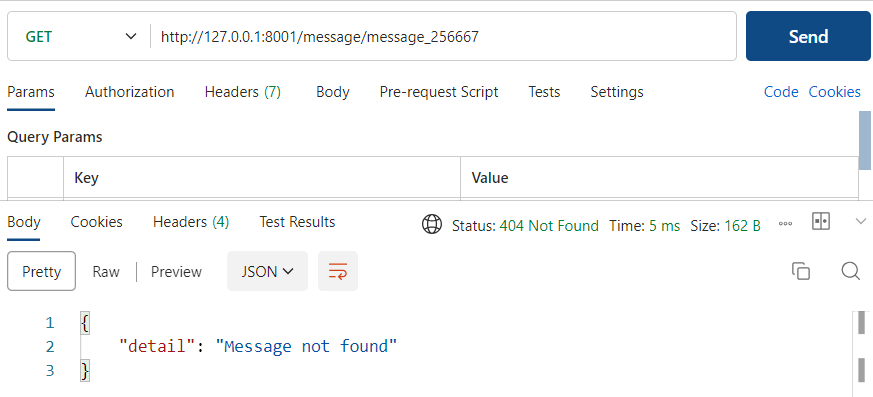 GET http://127.0.0.1:8001/message/message_256667 Send
Params Authorization Headers (7) Body Pre-request Script Tests Settings Code Cookies
Query Params
Key Value
Body Cookies Headers (4) Test Results Status: 404 Not Found Time: 5 ms Size: 162 B
Pretty Raw Preview JSON
1 {
2 "detail": "Message not found"
3 }